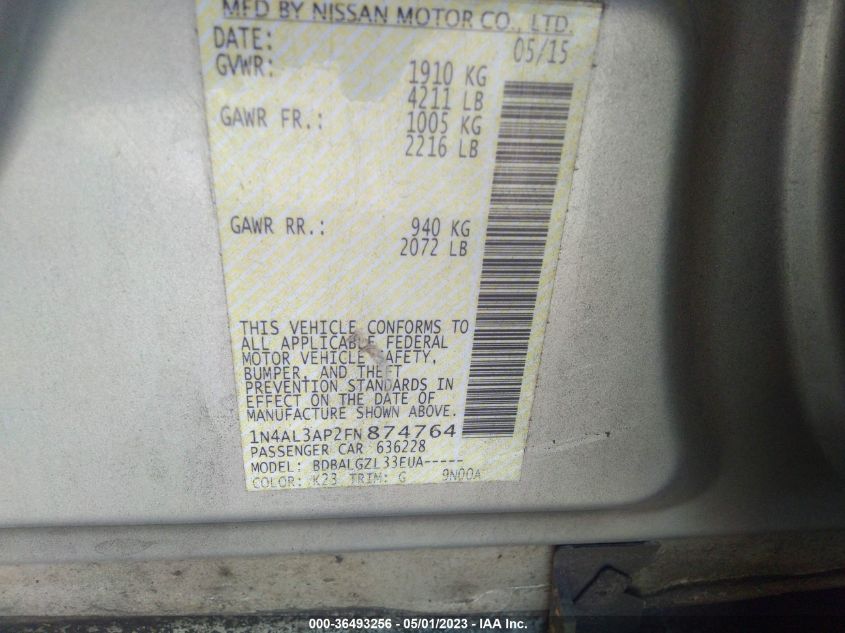 MFD BY NISSAN MOTOR CO., LTD.
DATE: 05/15
GVWR: 1910 KG
4211 LB
GAWR FR.: 1005 KG
2216 LB
GAWR RR.: 940 KG
2072 LB
THIS VEHICLE CONFORMS TO
ALL APPLICABLE FEDERAL
MOTOR VEHICLE SAFETY,
BUMPER, AND THEFT
PREVENTION STANDARDS IN
EFFECT ON THE DATE OF
MANUFACTURE SHOWN ABOVE.
1N4AL3AP2FN874764
PASSENGER CAR 636228
MODEL: BDBALGZL33EUA-----
COLOR: K23 TRIM: G 9N00A
000-36493256 - 05/01/2023 - IAA Inc.